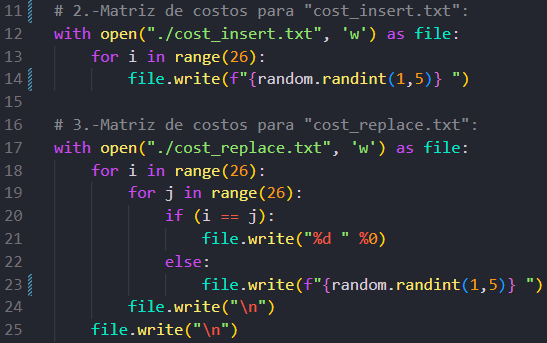 11 # 2.-Matriz de costos para "cost_insert.txt":
12 with open("./cost_insert.txt", 'w') as file:
13     for i in range(26):
14         file.write(f"{random.randint(1,5)} ")
15
16 # 3.-Matriz de costos para "cost_replace.txt":
17 with open("./cost_replace.txt", 'w') as file:
18     for i in range(26):
19         for j in range(26):
20             if (i == j):
21                 file.write("%d " %0)
22             else:
23                 file.write(f"{random.randint(1,5)} ")
24         file.write("\n")
25     file.write("\n")